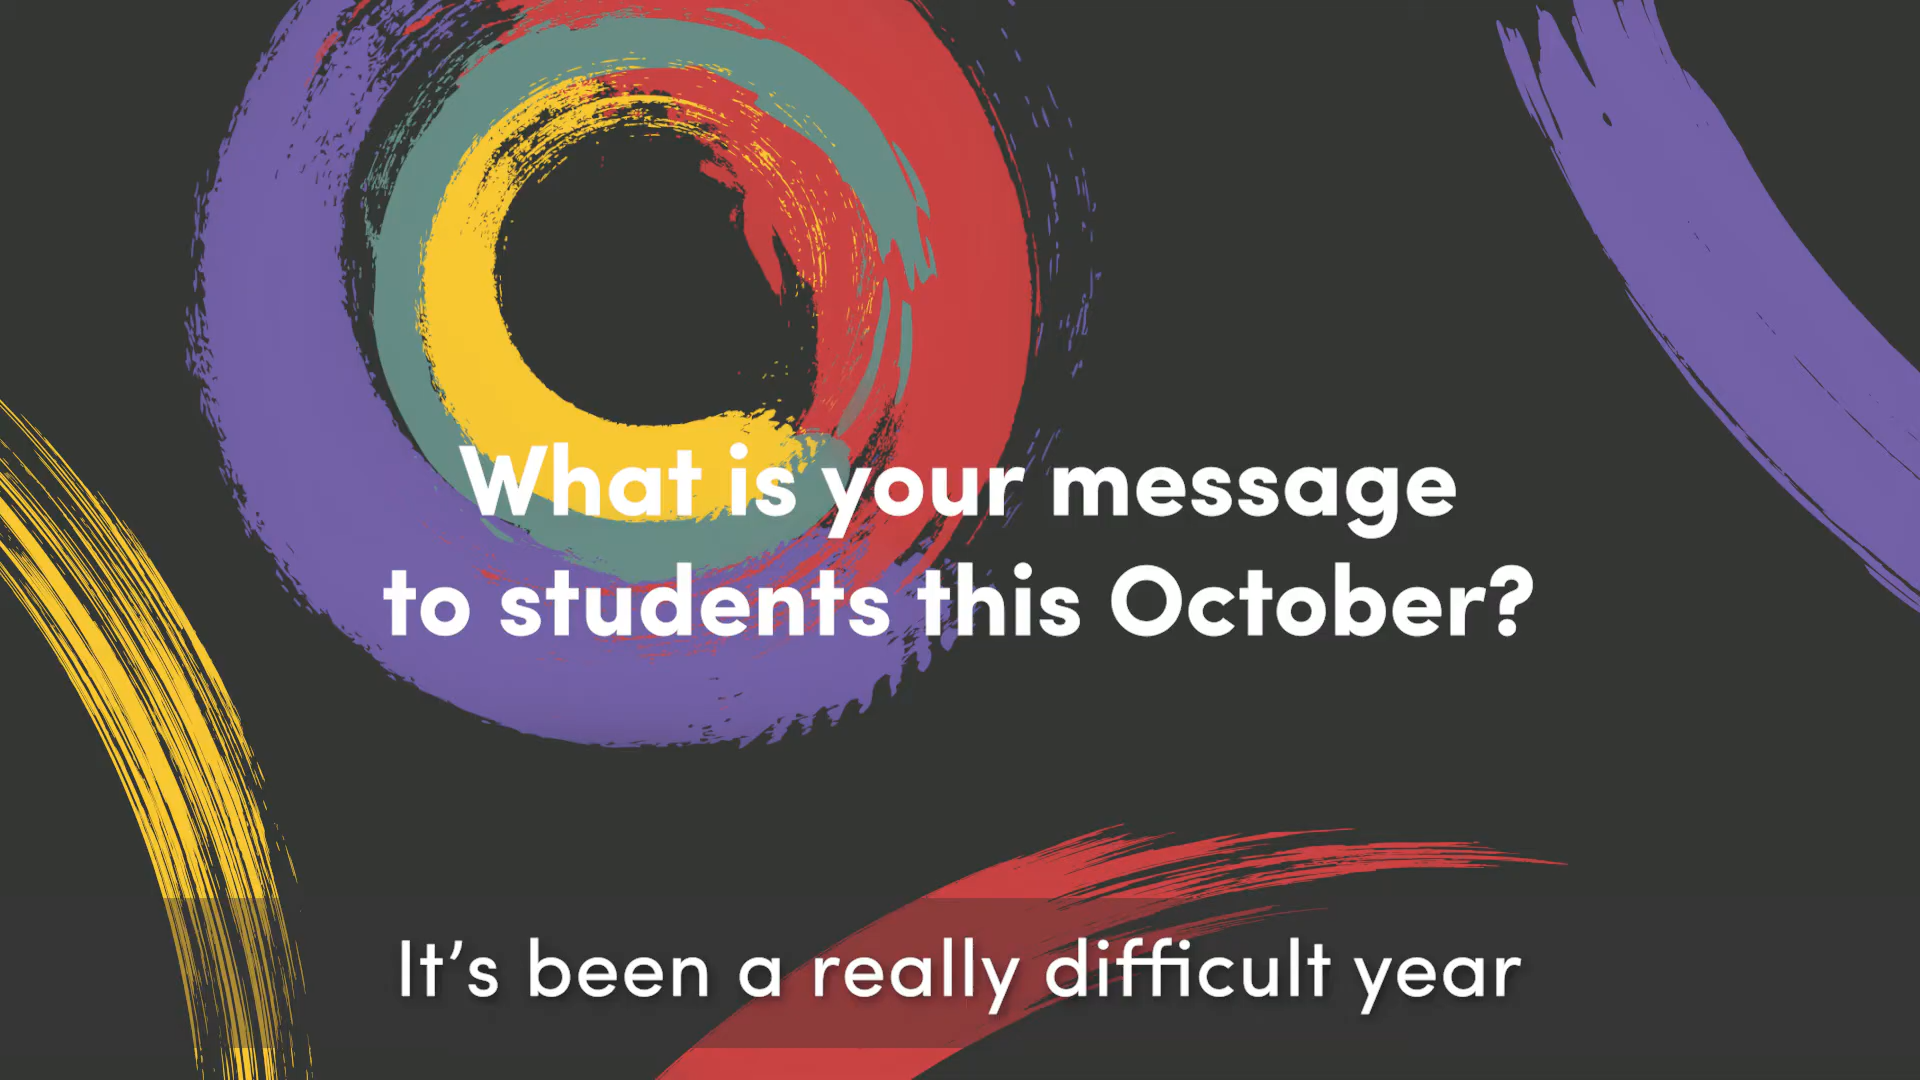 What is your message
to students this October?
It’s been a really difficult year